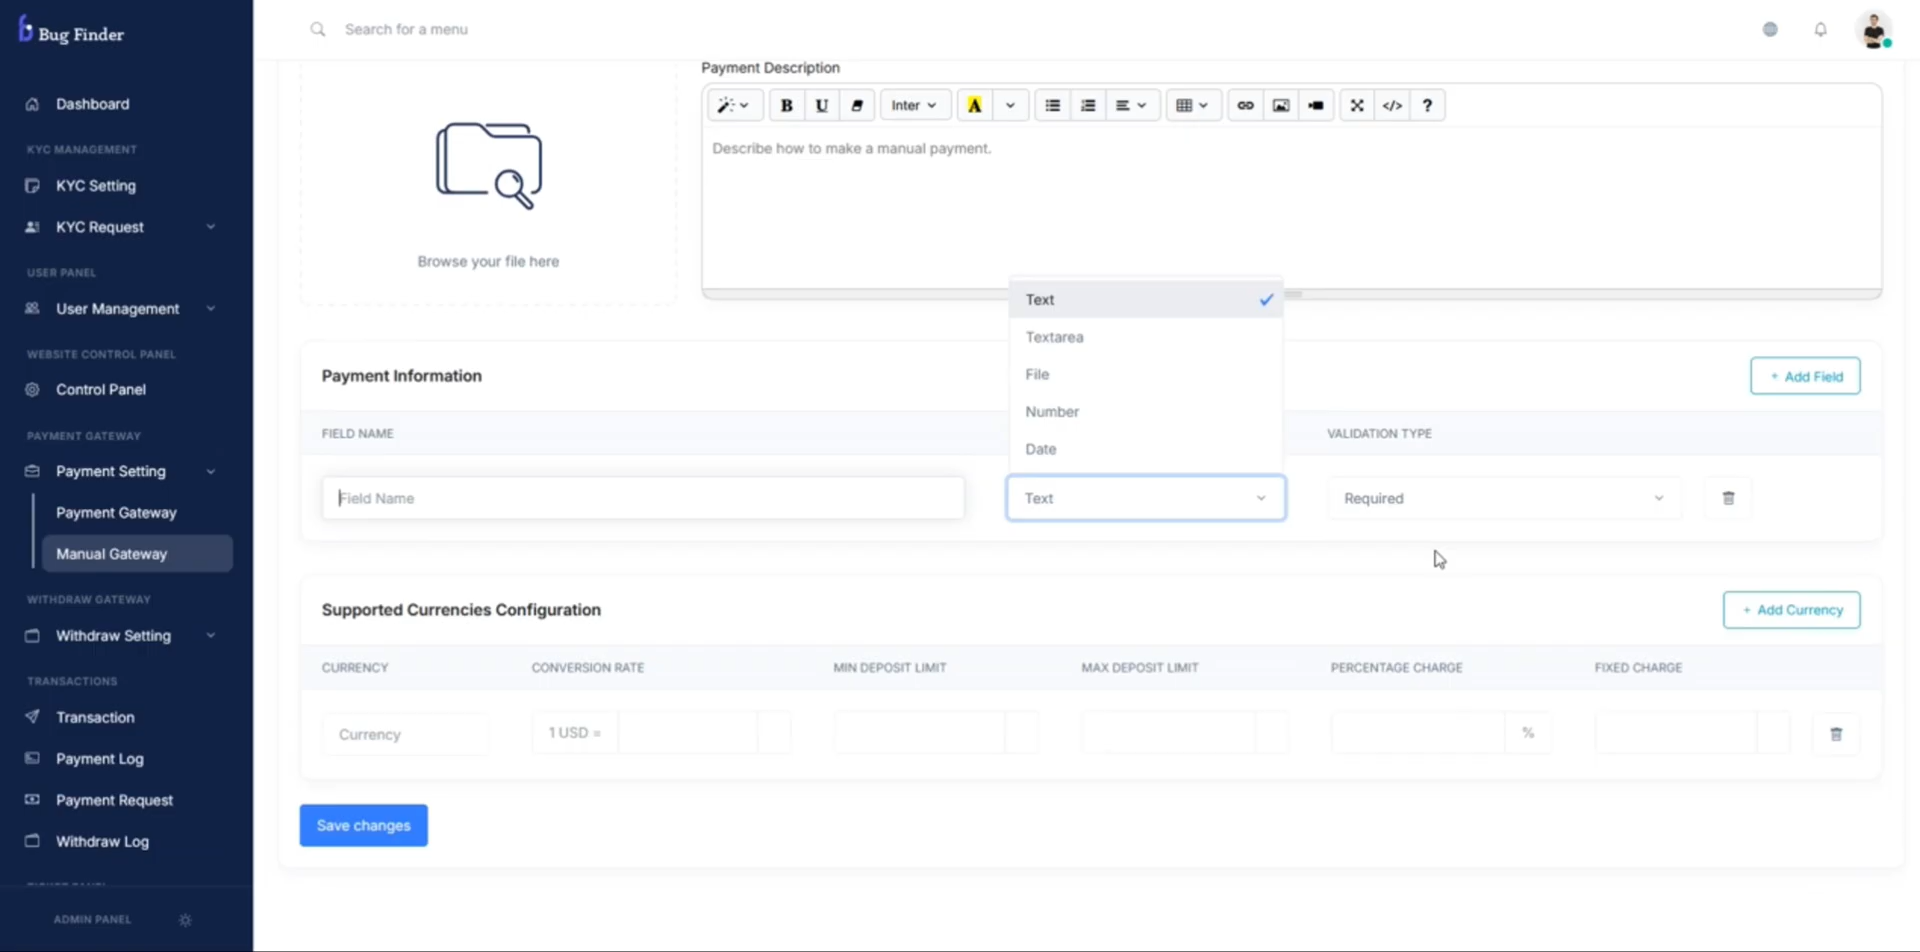 Bug Finder
Search for a menu
Dashboard
KYC MANAGEMENT
KYC Setting
KYC Request
USER PANEL
User Management
WEBSITE CONTROL PANEL
Control Panel
PAYMENT GATEWAY
Payment Setting
Payment Gateway
Manual Gateway
WITHDRAW GATEWAY
Withdraw Setting
TRANSACTIONS
Transaction
Payment Log
Payment Request
Withdraw Log
ADMIN PANEL
Browse your file here
Payment Description
B U Inter A </> ?
Describe how to make a manual payment.
Payment Information
+ Add Field
FIELD NAME
VALIDATION TYPE
Text
Textarea
File
Number
Date
Field Name
Text
Required
Supported Currencies Configuration
+ Add Currency
CURRENCY CONVERSION RATE MIN DEPOSIT LIMIT MAX DEPOSIT LIMIT PERCENTAGE CHARGE FIXED CHARGE
Currency 1 USD = %
Save changes